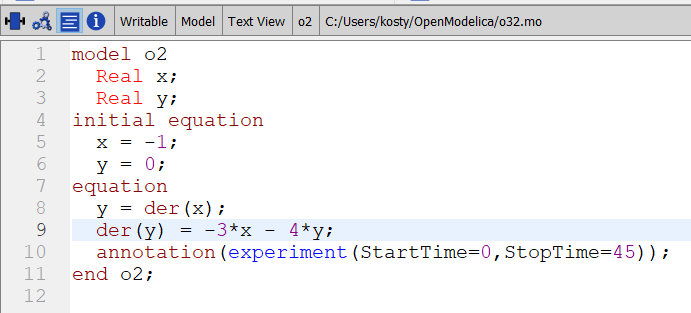 Writable Model Text View o2 C:/Users/kosty/OpenModelica/o32.mo
1 model o2
2   Real x;
3   Real y;
4 initial equation
5   x = -1;
6   y = 0;
7 equation
8   y = der(x);
9   der(y) = -3*x - 4*y;
10   annotation(experiment(StartTime=0,StopTime=45));
11 end o2;
12